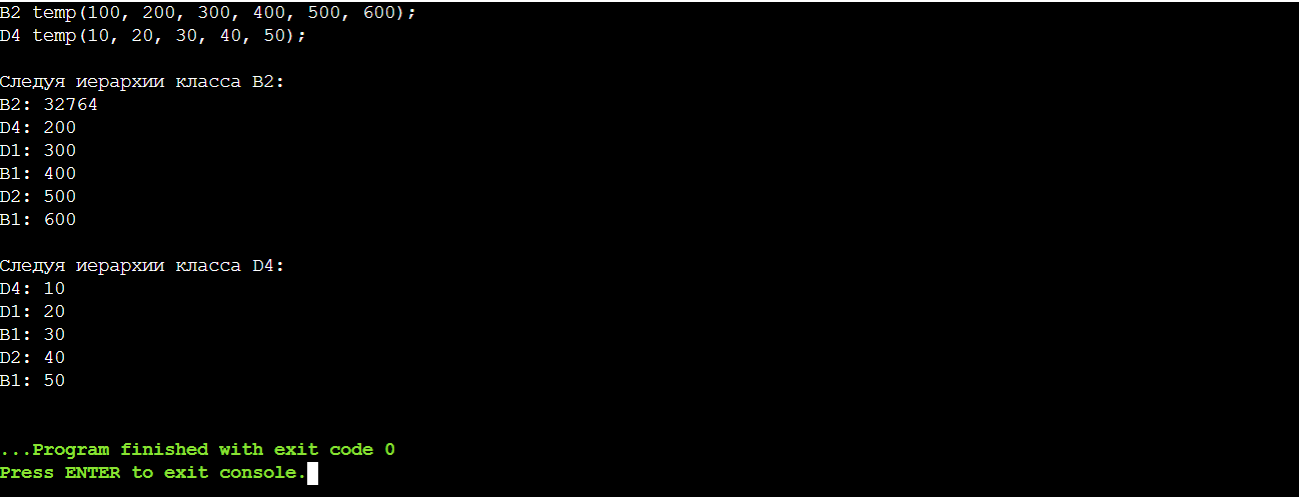 B2 temp(100, 200, 300, 400, 500, 600);
D4 temp(10, 20, 30, 40, 50);
Следуя иерархии класса B2:
B2: 32764
D4: 200
D1: 300
B1: 400
D2: 500
B1: 600
Следуя иерархии класса D4:
D4: 10
D1: 20
B1: 30
D2: 40
B1: 50
...Program finished with exit code 0
Press ENTER to exit console.